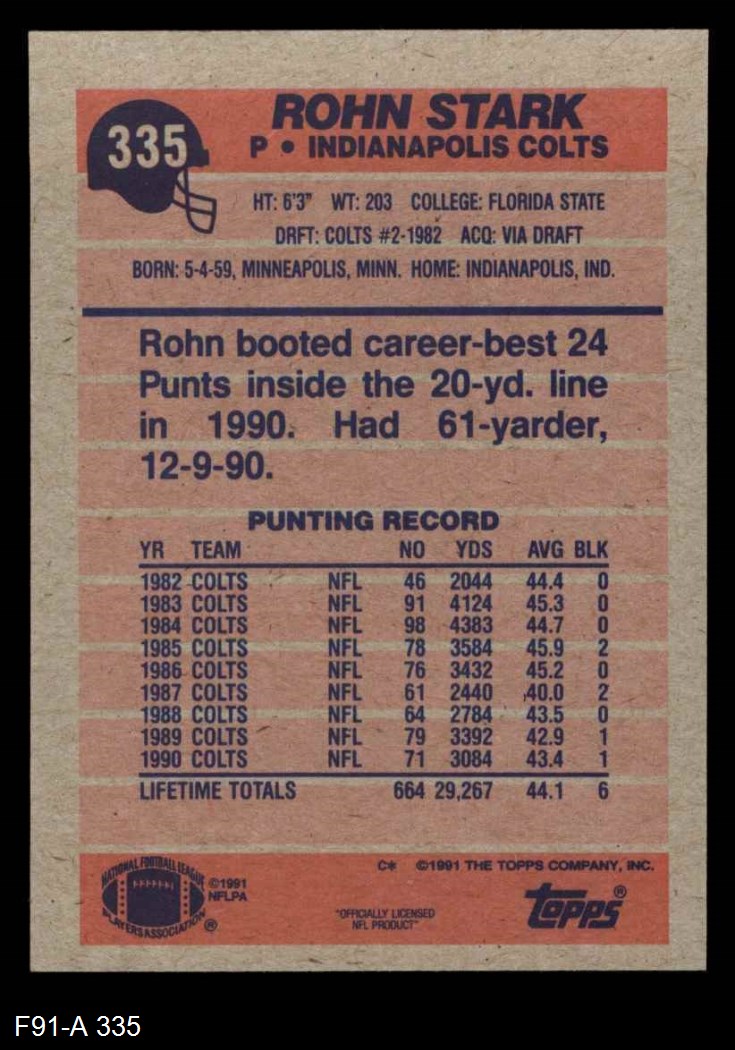 335
ROHN STARK
P • INDIANAPOLIS COLTS
HT: 6'3" WT: 203 COLLEGE: FLORIDA STATE
DRFT: COLTS #2-1982 ACQ: VIA DRAFT
BORN: 5-4-59, MINNEAPOLIS, MINN. HOME: INDIANAPOLIS, IND.
Rohn booted career-best 24
Punts inside the 20-yd. line
in 1990. Had 61-yarder,
12-9-90.
PUNTING RECORD
YR TEAM NO YDS AVG BLK
1982 COLTS NFL 46 2044 44.4 0
1983 COLTS NFL 91 4124 45.3 0
1984 COLTS NFL 98 4383 44.7 0
1985 COLTS NFL 78 3584 45.9 2
1986 COLTS NFL 76 3432 45.2 0
1987 COLTS NFL 61 2440 40.0 2
1988 COLTS NFL 64 2784 43.5 0
1989 COLTS NFL 79 3392 42.9 1
1990 COLTS NFL 71 3084 43.4 1
LIFETIME TOTALS 664 29,267 44.1 6
C* ©1991 THE TOPPS COMPANY, INC.
NATIONAL FOOTBALL LEAGUE
PLAYERS ASSOCIATION ®
©1991
NFLPA
"OFFICIALLY LICENSED
NFL PRODUCT"
topps®
F91-A 335